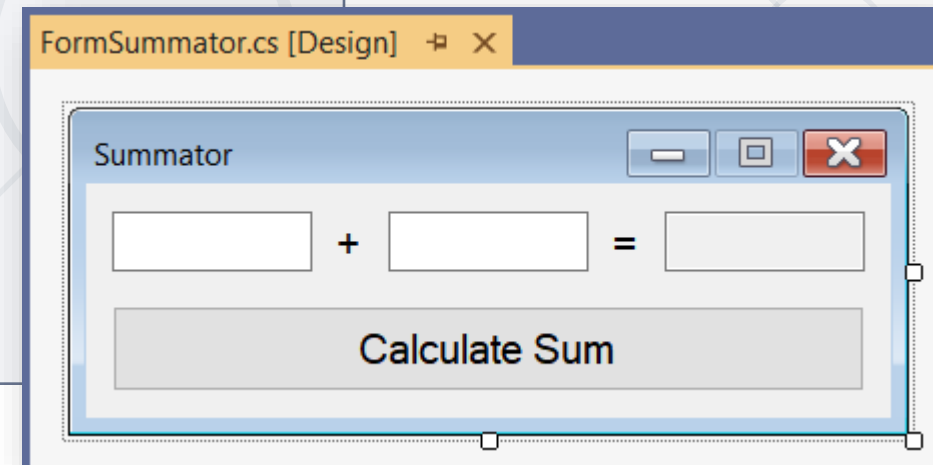 FormSummator.cs [Design]
Summator
+ =
Calculate Sum